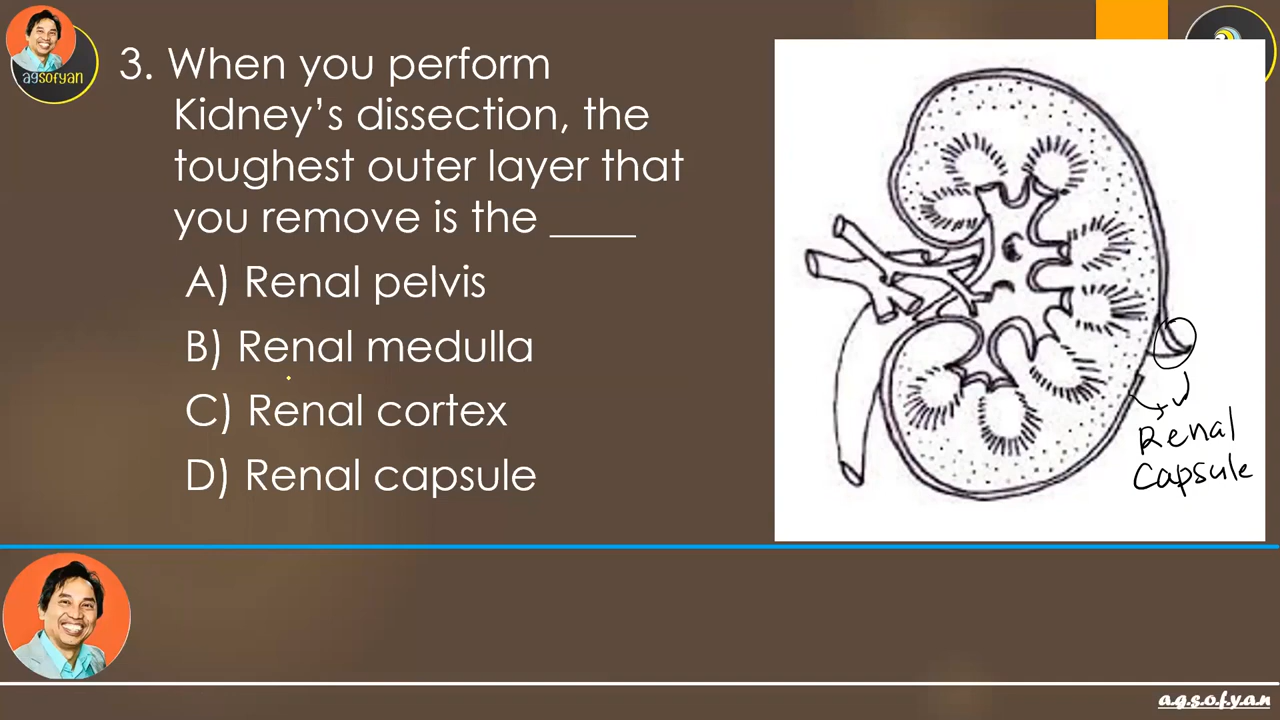 agsofyan
3. When you perform
Kidney's dissection, the
toughest outer layer that
you remove is the ____
A) Renal pelvis
B) Renal medulla
C) Renal cortex
D) Renal capsule
Renal
Capsule
a.g.s.o.f.y.a.n